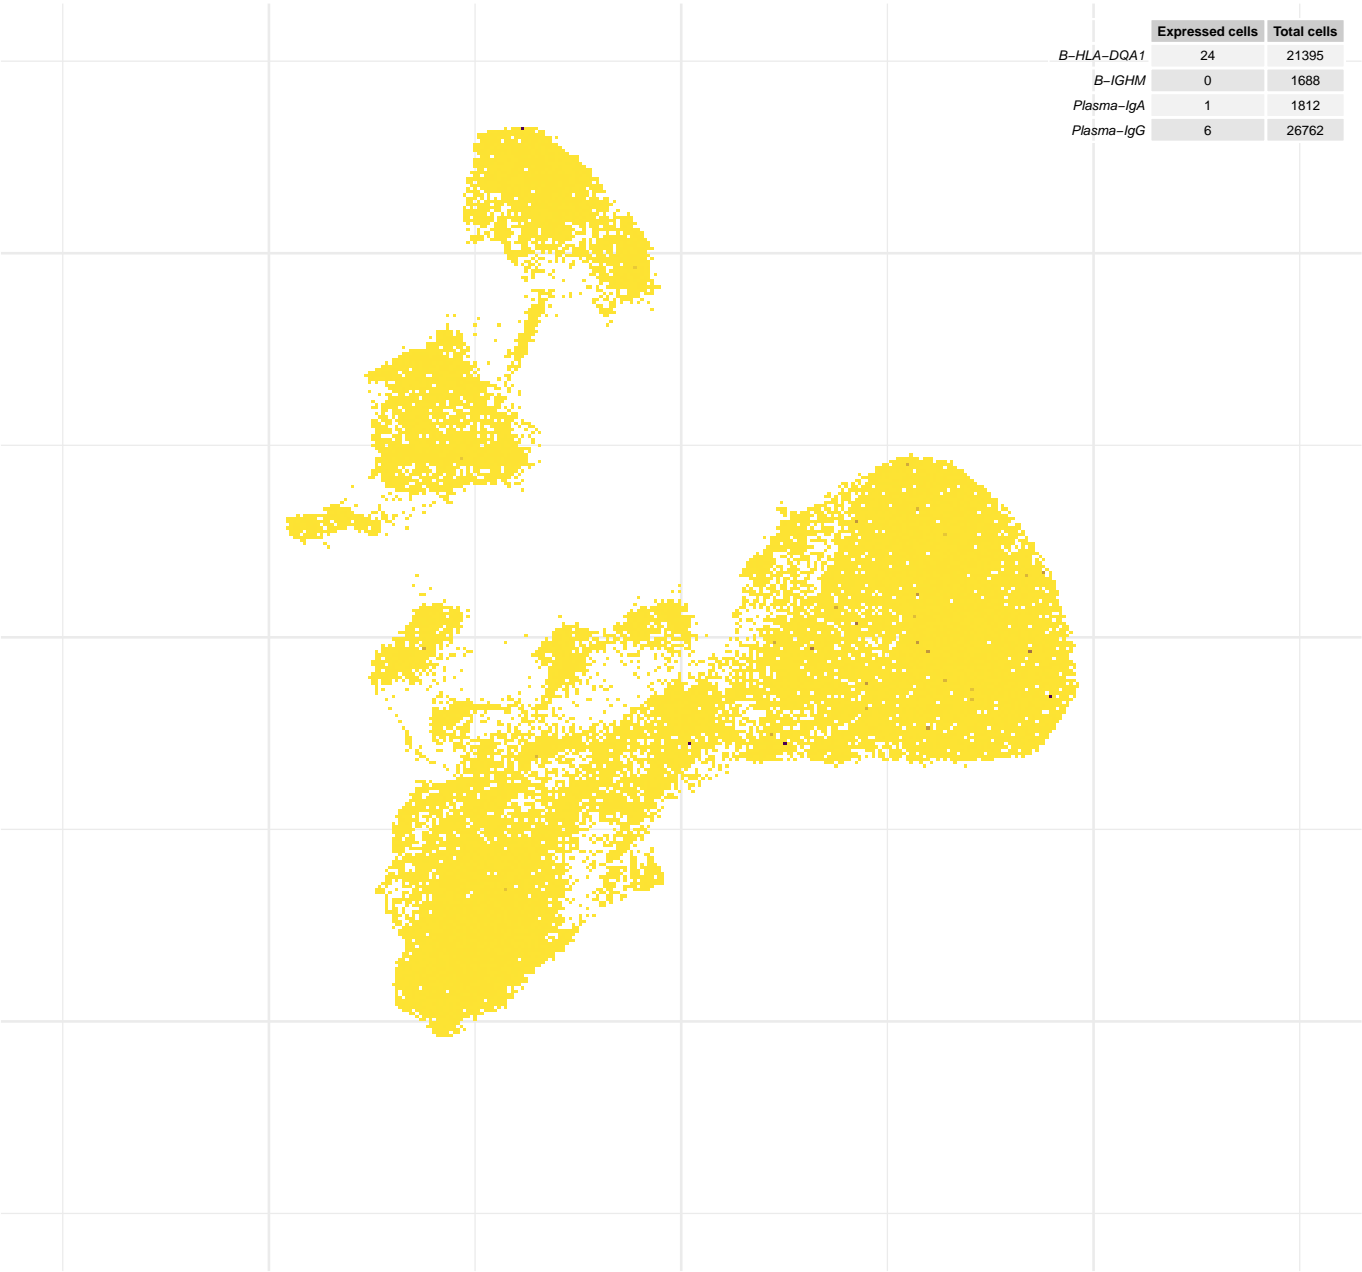 Expressed cells Total cells
B−HLA−DQA1 24 21395
B−IGHM 0 1688
Plasma−IgA 1 1812
Plasma−IgG 6 26762